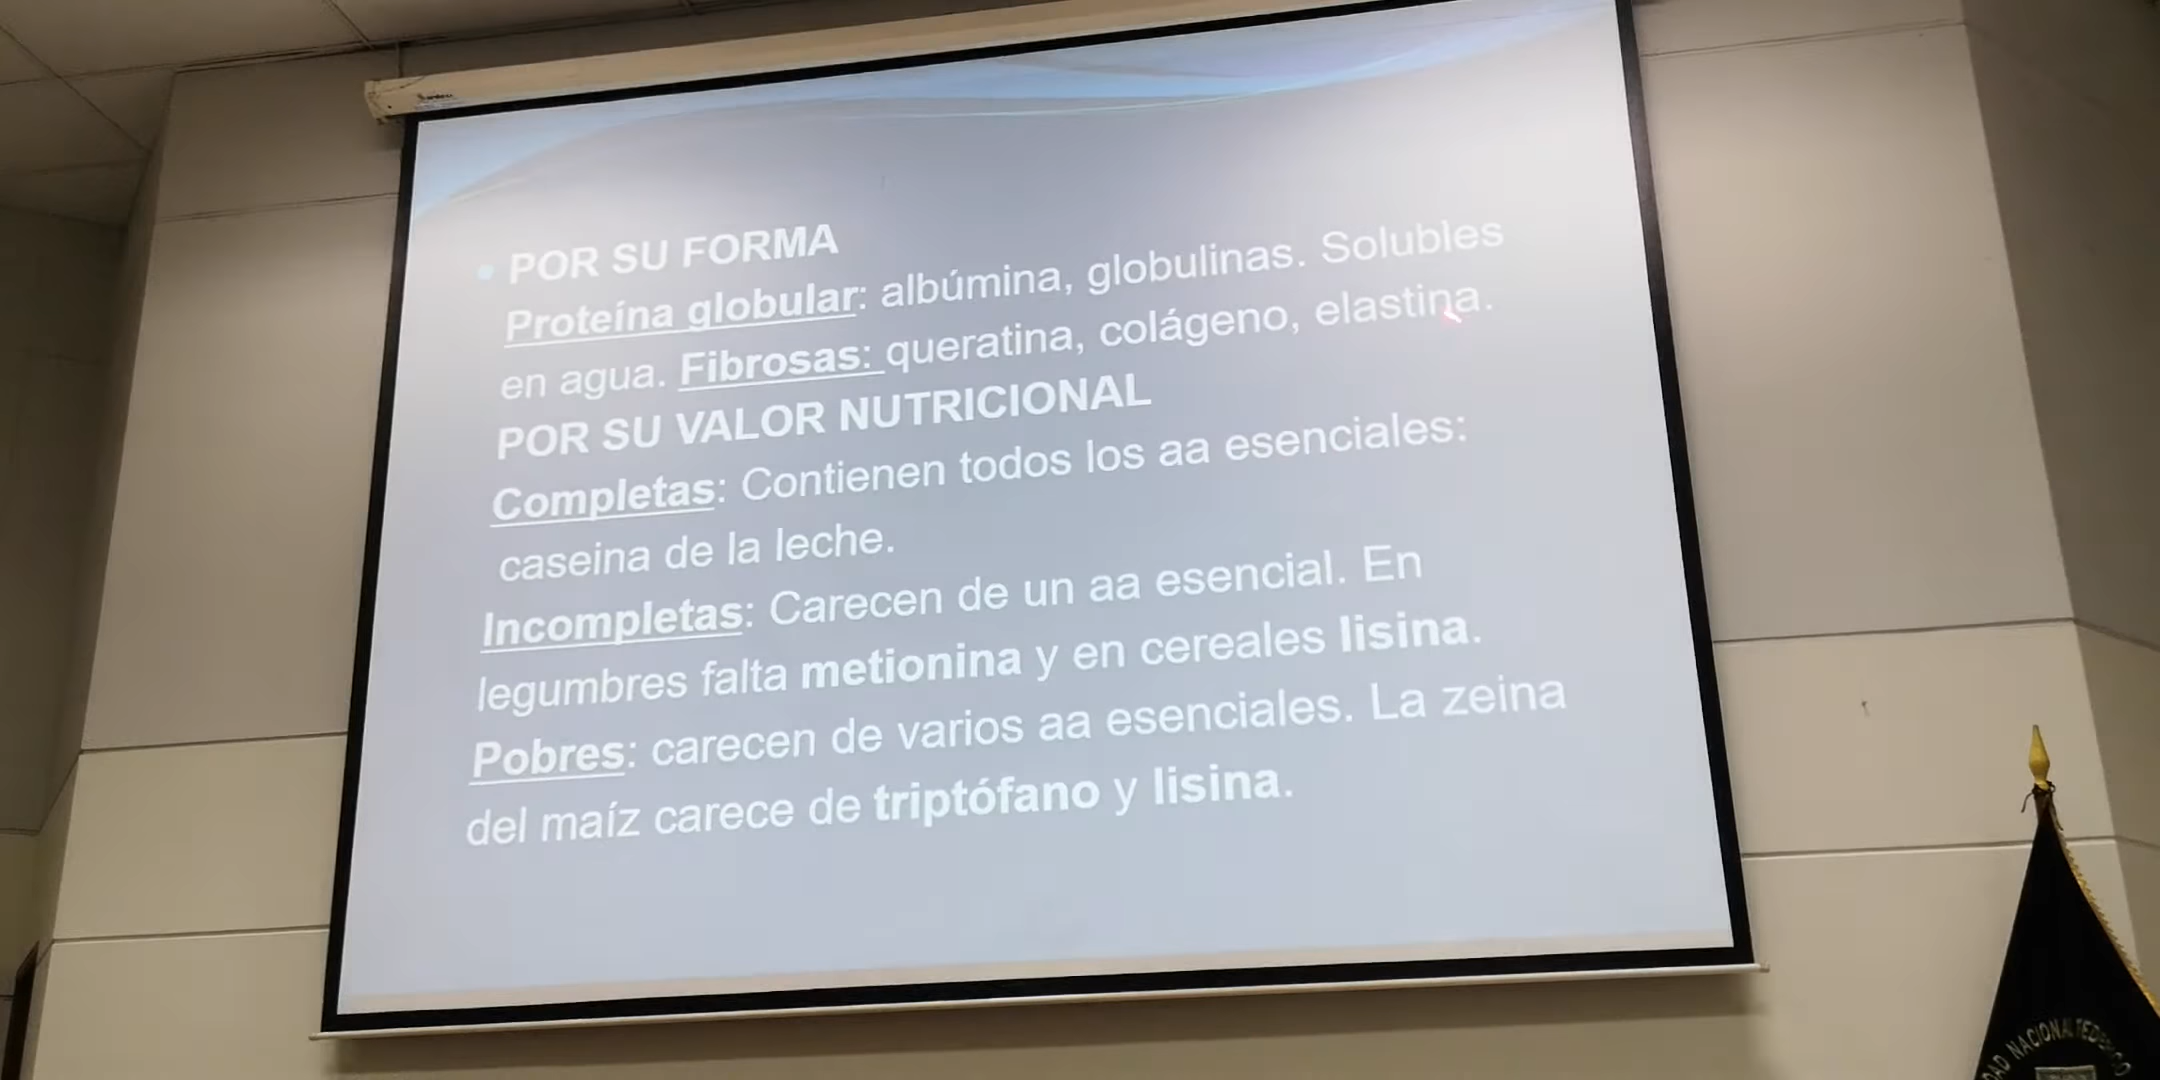 • POR SU FORMA
Proteína globular: albúmina, globulinas. Solubles
en agua. Fibrosas: queratina, colágeno, elastina.
POR SU VALOR NUTRICIONAL
Completas: Contienen todos los aa esenciales:
caseina de la leche.
Incompletas: Carecen de un aa esencial. En
legumbres falta metionina y en cereales lisina.
Pobres: carecen de varios aa esenciales. La zeina
del maíz carece de triptófano y lisina.
NACIONAL